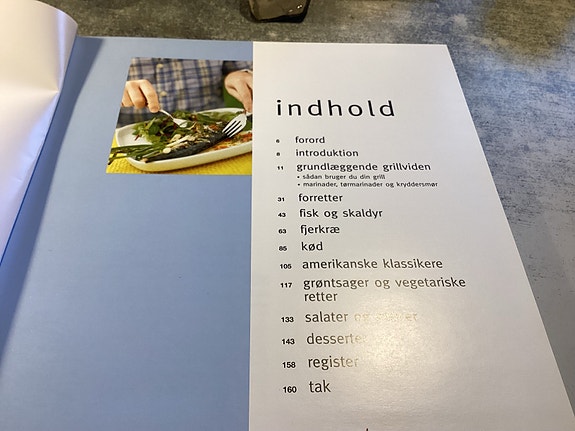 indhold
6 forord
8 introduktion
11 grundlæggende grillviden
• sådan bruger du din grill
• marinader, tørmarinader og kryddersmør
31 forretter
43 fisk og skaldyr
63 fjerkræ
85 kød
105 amerikanske klassikere
117 grøntsager og vegetariske
retter
133 salater og
143 desserter
158 register
160 tak